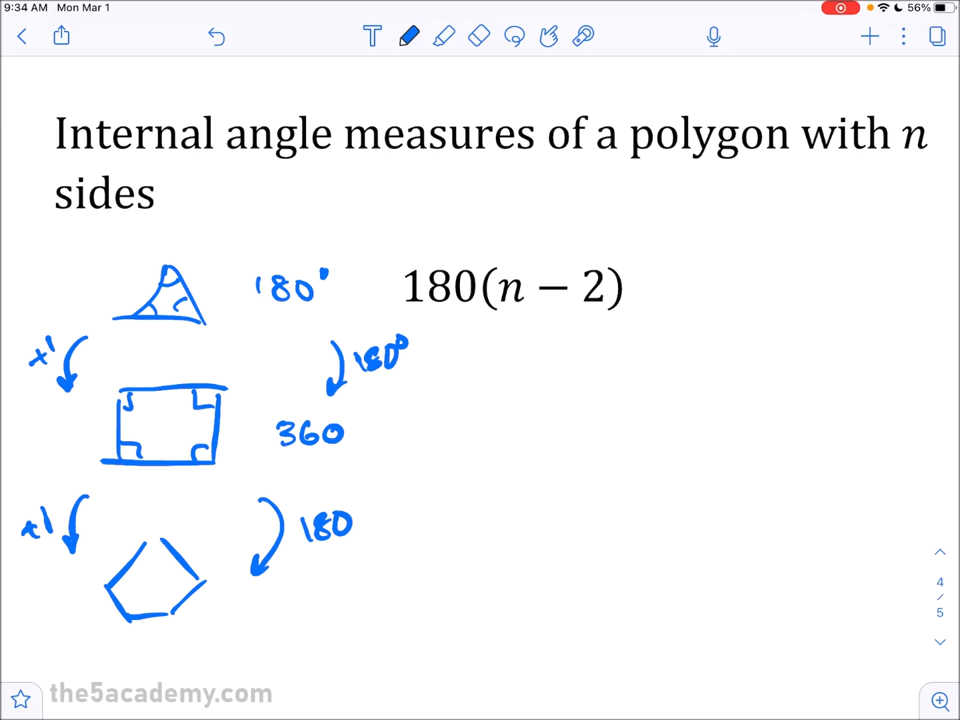 9:34 AM Mon Mar 1
56%
Internal angle measures of a polygon with n
sides
180°
180(n − 2)
+1
180°
360
+1
180
4
/
5
the5academy.com